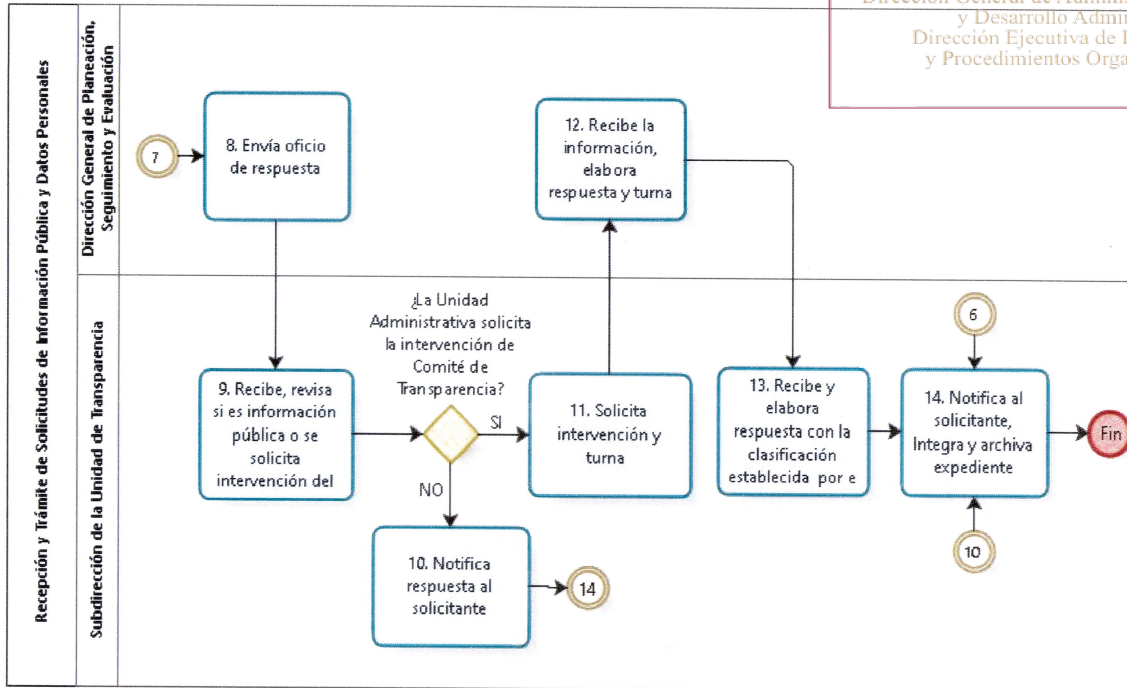 Dirección General de
y Desarrollo
Dirección Ejecutiva de
y Procedimientos
Recepción y Trámite de Solicitudes de Información Pública y Datos Personales
Dirección General de Planeación,
Seguimiento y Evaluación
7
8. Envía oficio
de respuesta
12. Recibe la
información,
elabora
respuesta y turna
Subdirección de la Unidad de Transparencia
9. Recibe, revisa
si es información
pública o se
solicita
intervención del
¿La Unidad
Administrativa solicita
la intervención de
Comité de
Transparencia?
SI
NO
10. Notifica
respuesta al
solicitante
14
11. Solicita
intervención y
turna
13. Recibe y
elabora
respuesta con la
clasificación
establecida por e
6
14. Notifica al
solicitante,
Integra y archiva
expediente
10
Fin